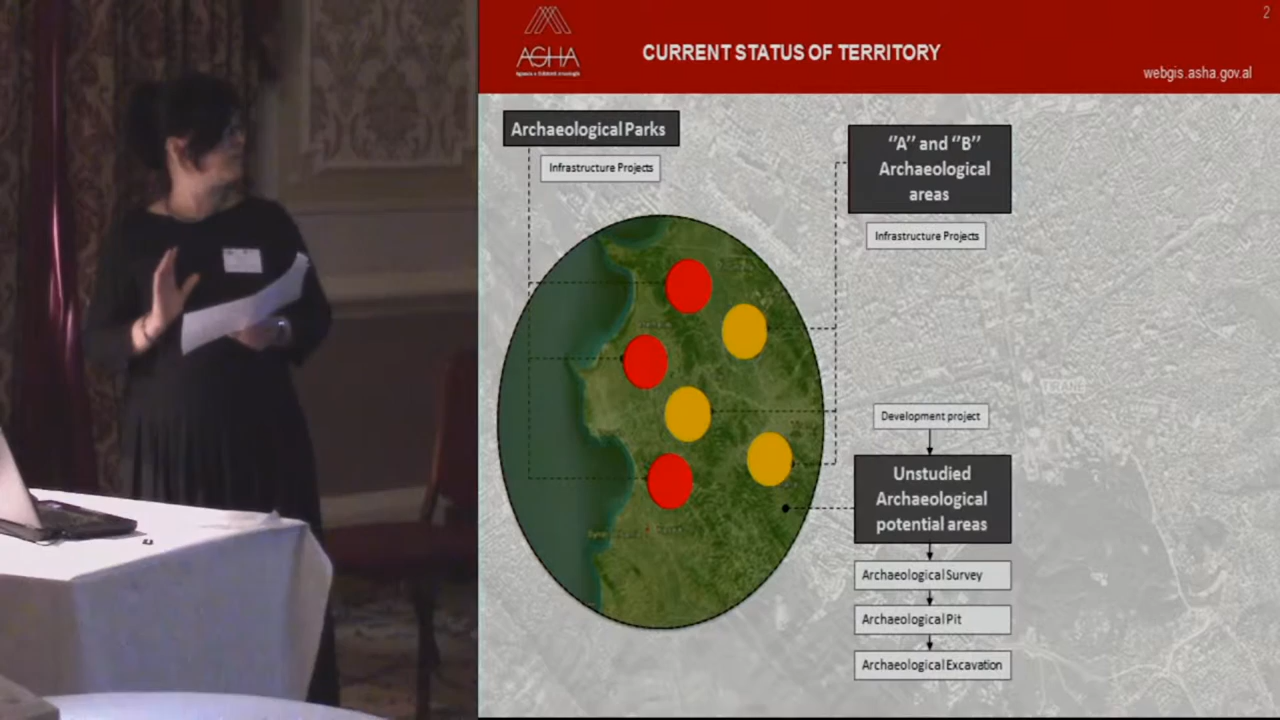 2
ASHA
CURRENT STATUS OF TERRITORY
webgis.asha.gov.al
Archaeological Parks
Infrastructure Projects
"A" and "B"
Archaeological
areas
Infrastructure Projects
TIRANË
Development project
Unstudied
Archaeological
potential areas
Archaeological Survey
Archaeological Pit
Archaeological Excavation